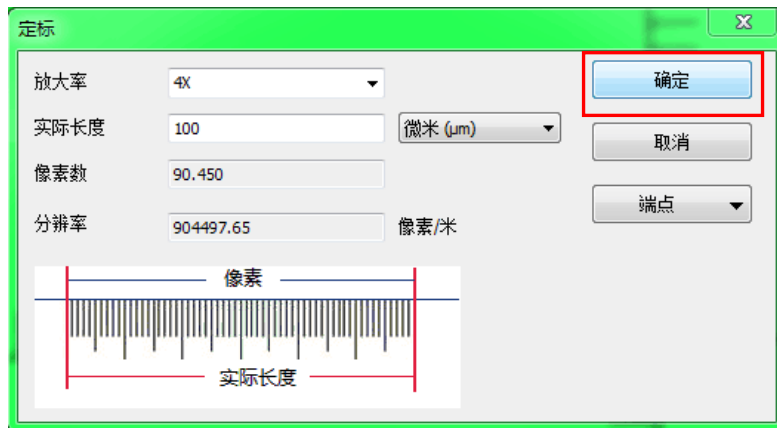 定标
放大率 4X 确定
实际长度 100 微米 (μm) 取消
像素数 90.450
端点
分辨率 904497.65 像素/米
像素
实际长度